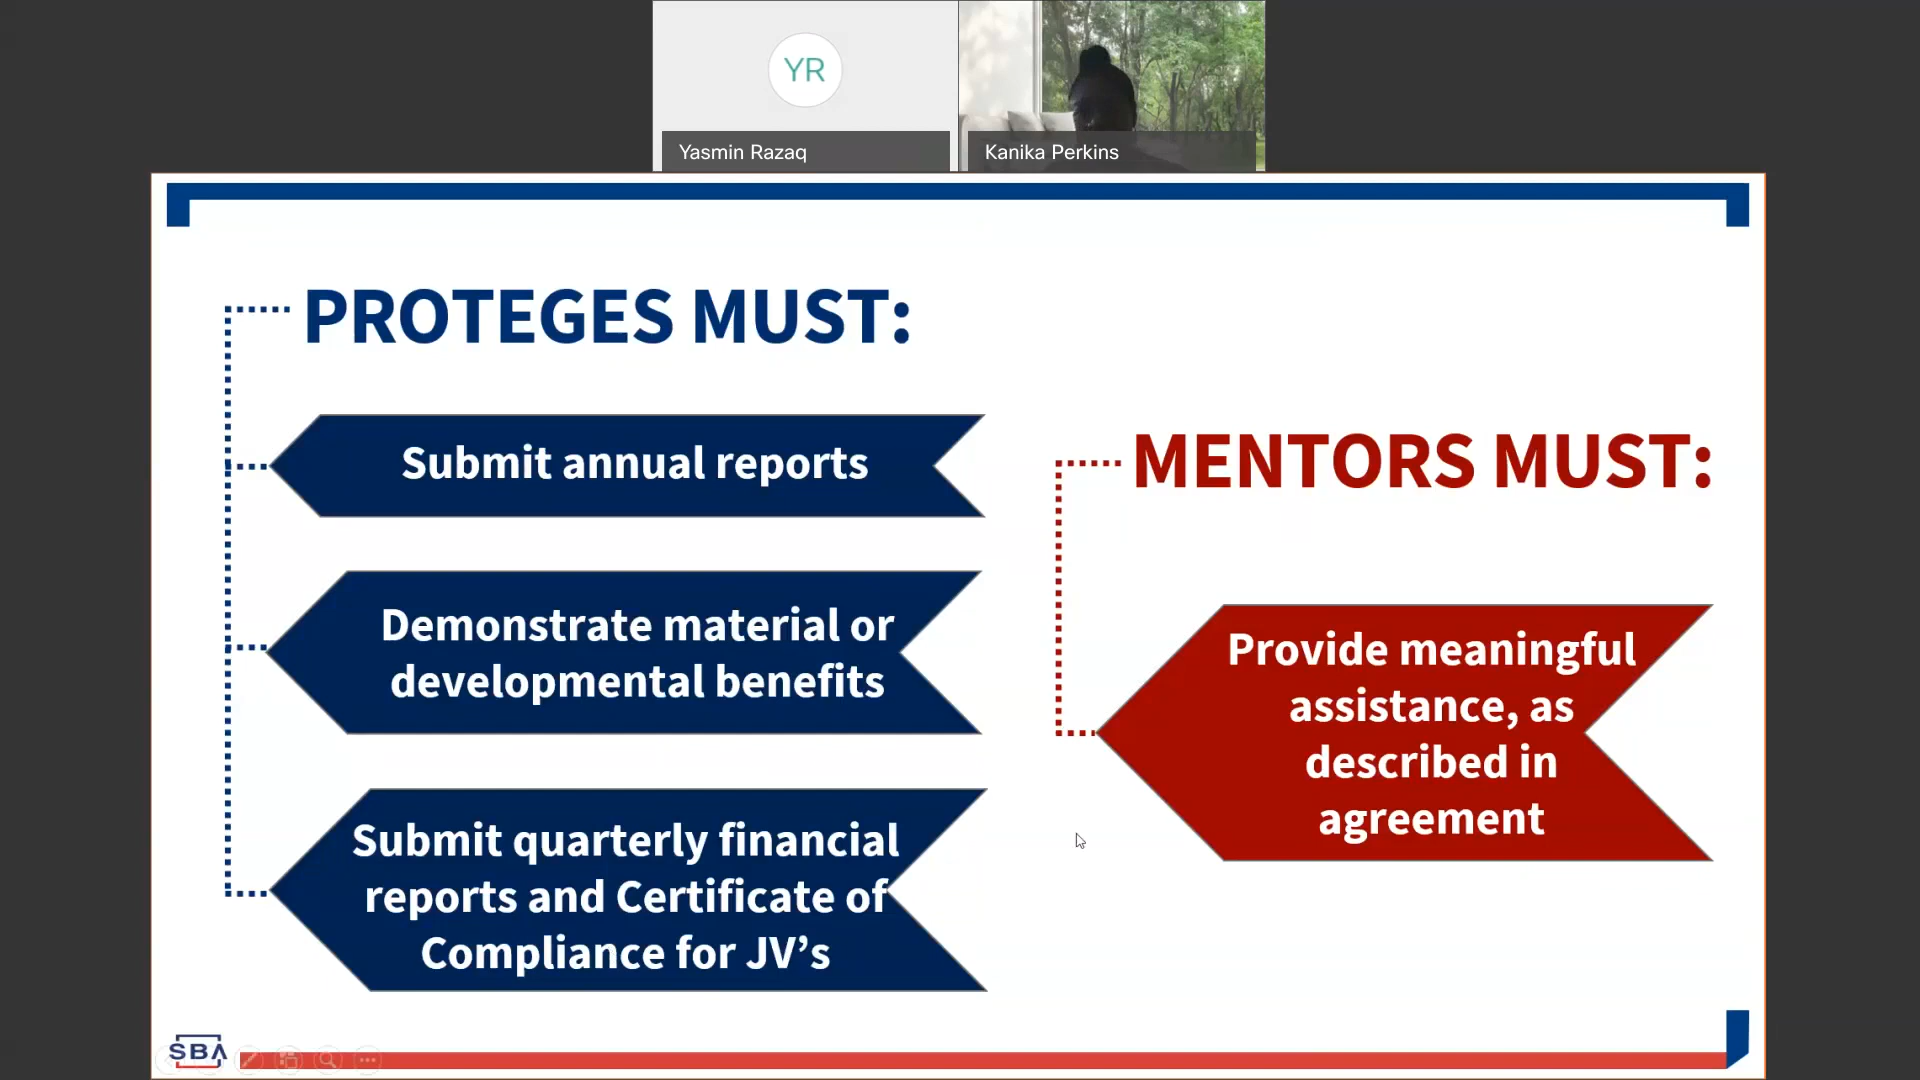 YR
Yasmin Razaq
Kanika Perkins
PROTEGES MUST:
Submit annual reports
Demonstrate material or
developmental benefits
Submit quarterly financial
reports and Certificate of
Compliance for JV’s
MENTORS MUST:
Provide meaningful
assistance, as
described in
agreement
SBA